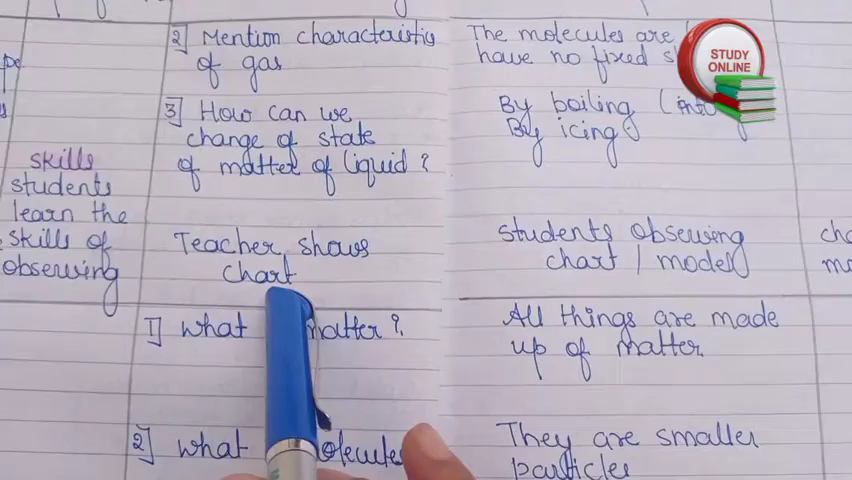 2] Mention characteristics
of gas
3] How can we
change of state
of matter of liquid ?
skills
students
learn the
skills of
observing
Teacher shows
chart
1] what matter ?
2] what
The molecules are
have no fixed
By boiling
By icing
students observing
chart / model
All things are made
up of matter
They are smaller
particles
STUDY
ONLINE